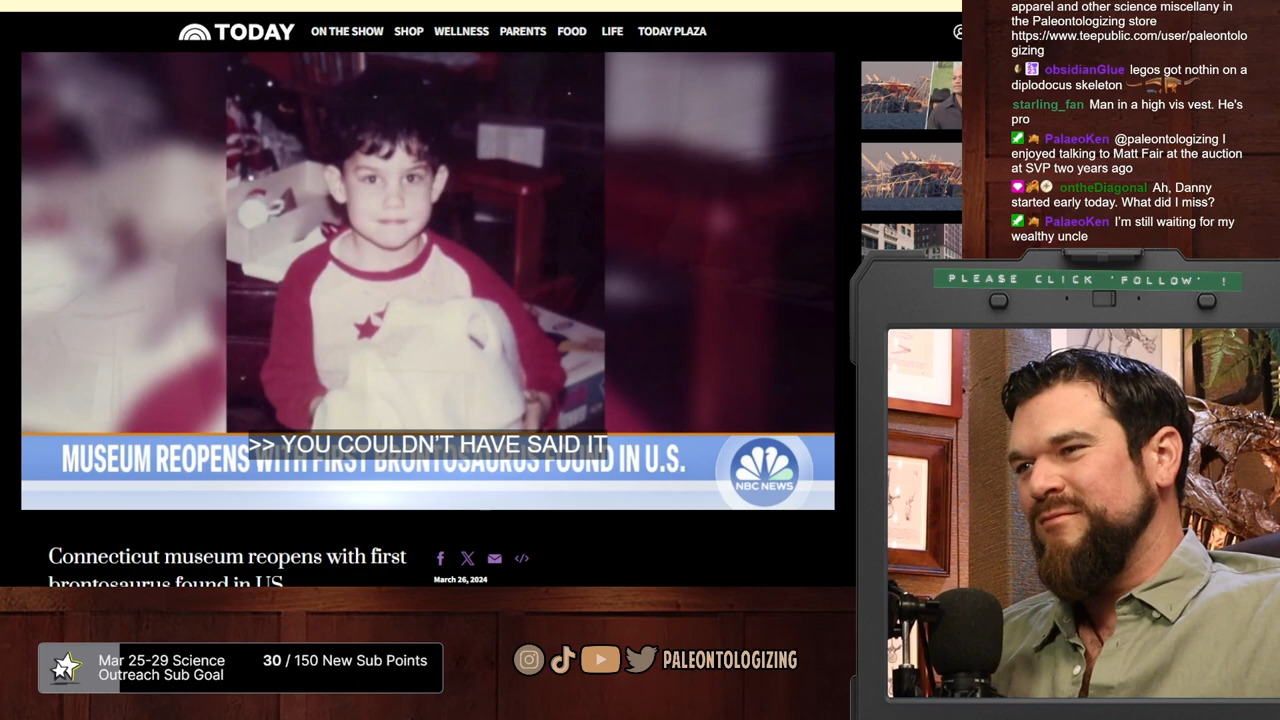 TODAY
ON THE SHOW SHOP WELLNESS PARENTS FOOD LIFE TODAY PLAZA
>> YOU COULDN'T HAVE SAID IT
MUSEUM REOPENS WITH FIRST BRONTOSAURUS FOUND IN U.S.
NBC NEWS
Connecticut museum reopens with first
brontosaurus found in US
March 26, 2024
apparel and other science miscellany in
the Paleontologizing store
https://www.teepublic.com/user/paleontolo
gizing
obsidianGlue legos got nothin on a
diplodocus skeleton
starling_fan Man in a high vis vest. He's
pro
PalaeoKen @paleontologizing I
enjoyed talking to Matt Fair at the auction
at SVP two years ago
ontheDiagonal Ah, Danny
started early today. What did I miss?
PalaeoKen I'm still waiting for my
wealthy uncle
PLEASE CLICK 'FOLLOW' !
Mar 25-29 Science
Outreach Sub Goal
30 / 150 New Sub Points
PALEONTOLOGIZING